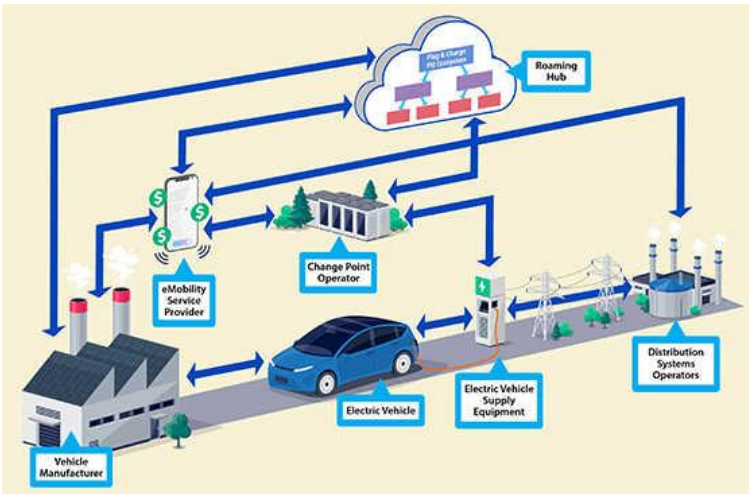 Plug & Charge
PKI Ecosystem
Roaming
Hub
$
$
$
eMobility
Service
Provider
Change Point
Operator
Distribution
Systems
Operators
Electric Vehicle
Electric Vehicle
Supply
Equipment
Vehicle
Manufacturer